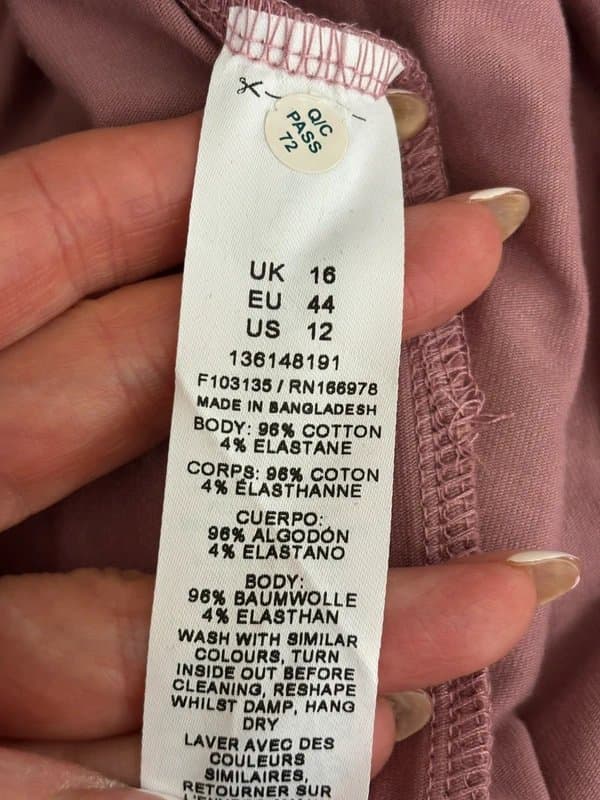 Q/C
PASS
72
UK 16
EU 44
US 12
136148191
F103135 / RN166978
MADE IN BANGLADESH
BODY: 96% COTTON
4% ELASTANE
CORPS: 96% COTON
4% ÉLASTHANNE
CUERPO:
96% ALGODÓN
4% ELASTANO
BODY:
96% BAUMWOLLE
4% ELASTHAN
WASH WITH SIMILAR
COLOURS, TURN
INSIDE OUT BEFORE
CLEANING, RESHAPE
WHILST DAMP, HANG
DRY
LAVER AVEC DES
COULEURS
SIMILAIRES,
RETOURNER SUR